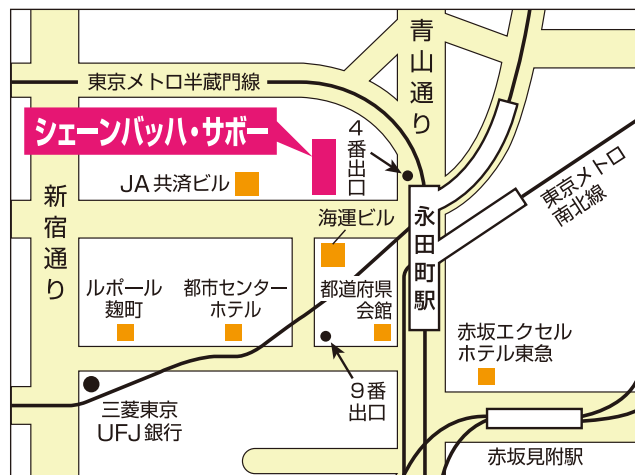 青山通り
東京メトロ半蔵門線
シェーンバッハ・サボー
4番出口
JA共済ビル
新宿通り
東京メトロ
南北線
海運ビル
永田町駅
ルポール
麹町
都市センター
ホテル
都道府県
会館
赤坂エクセル
ホテル東急
9番
出口
三菱東京
UFJ銀行
赤坂見附駅